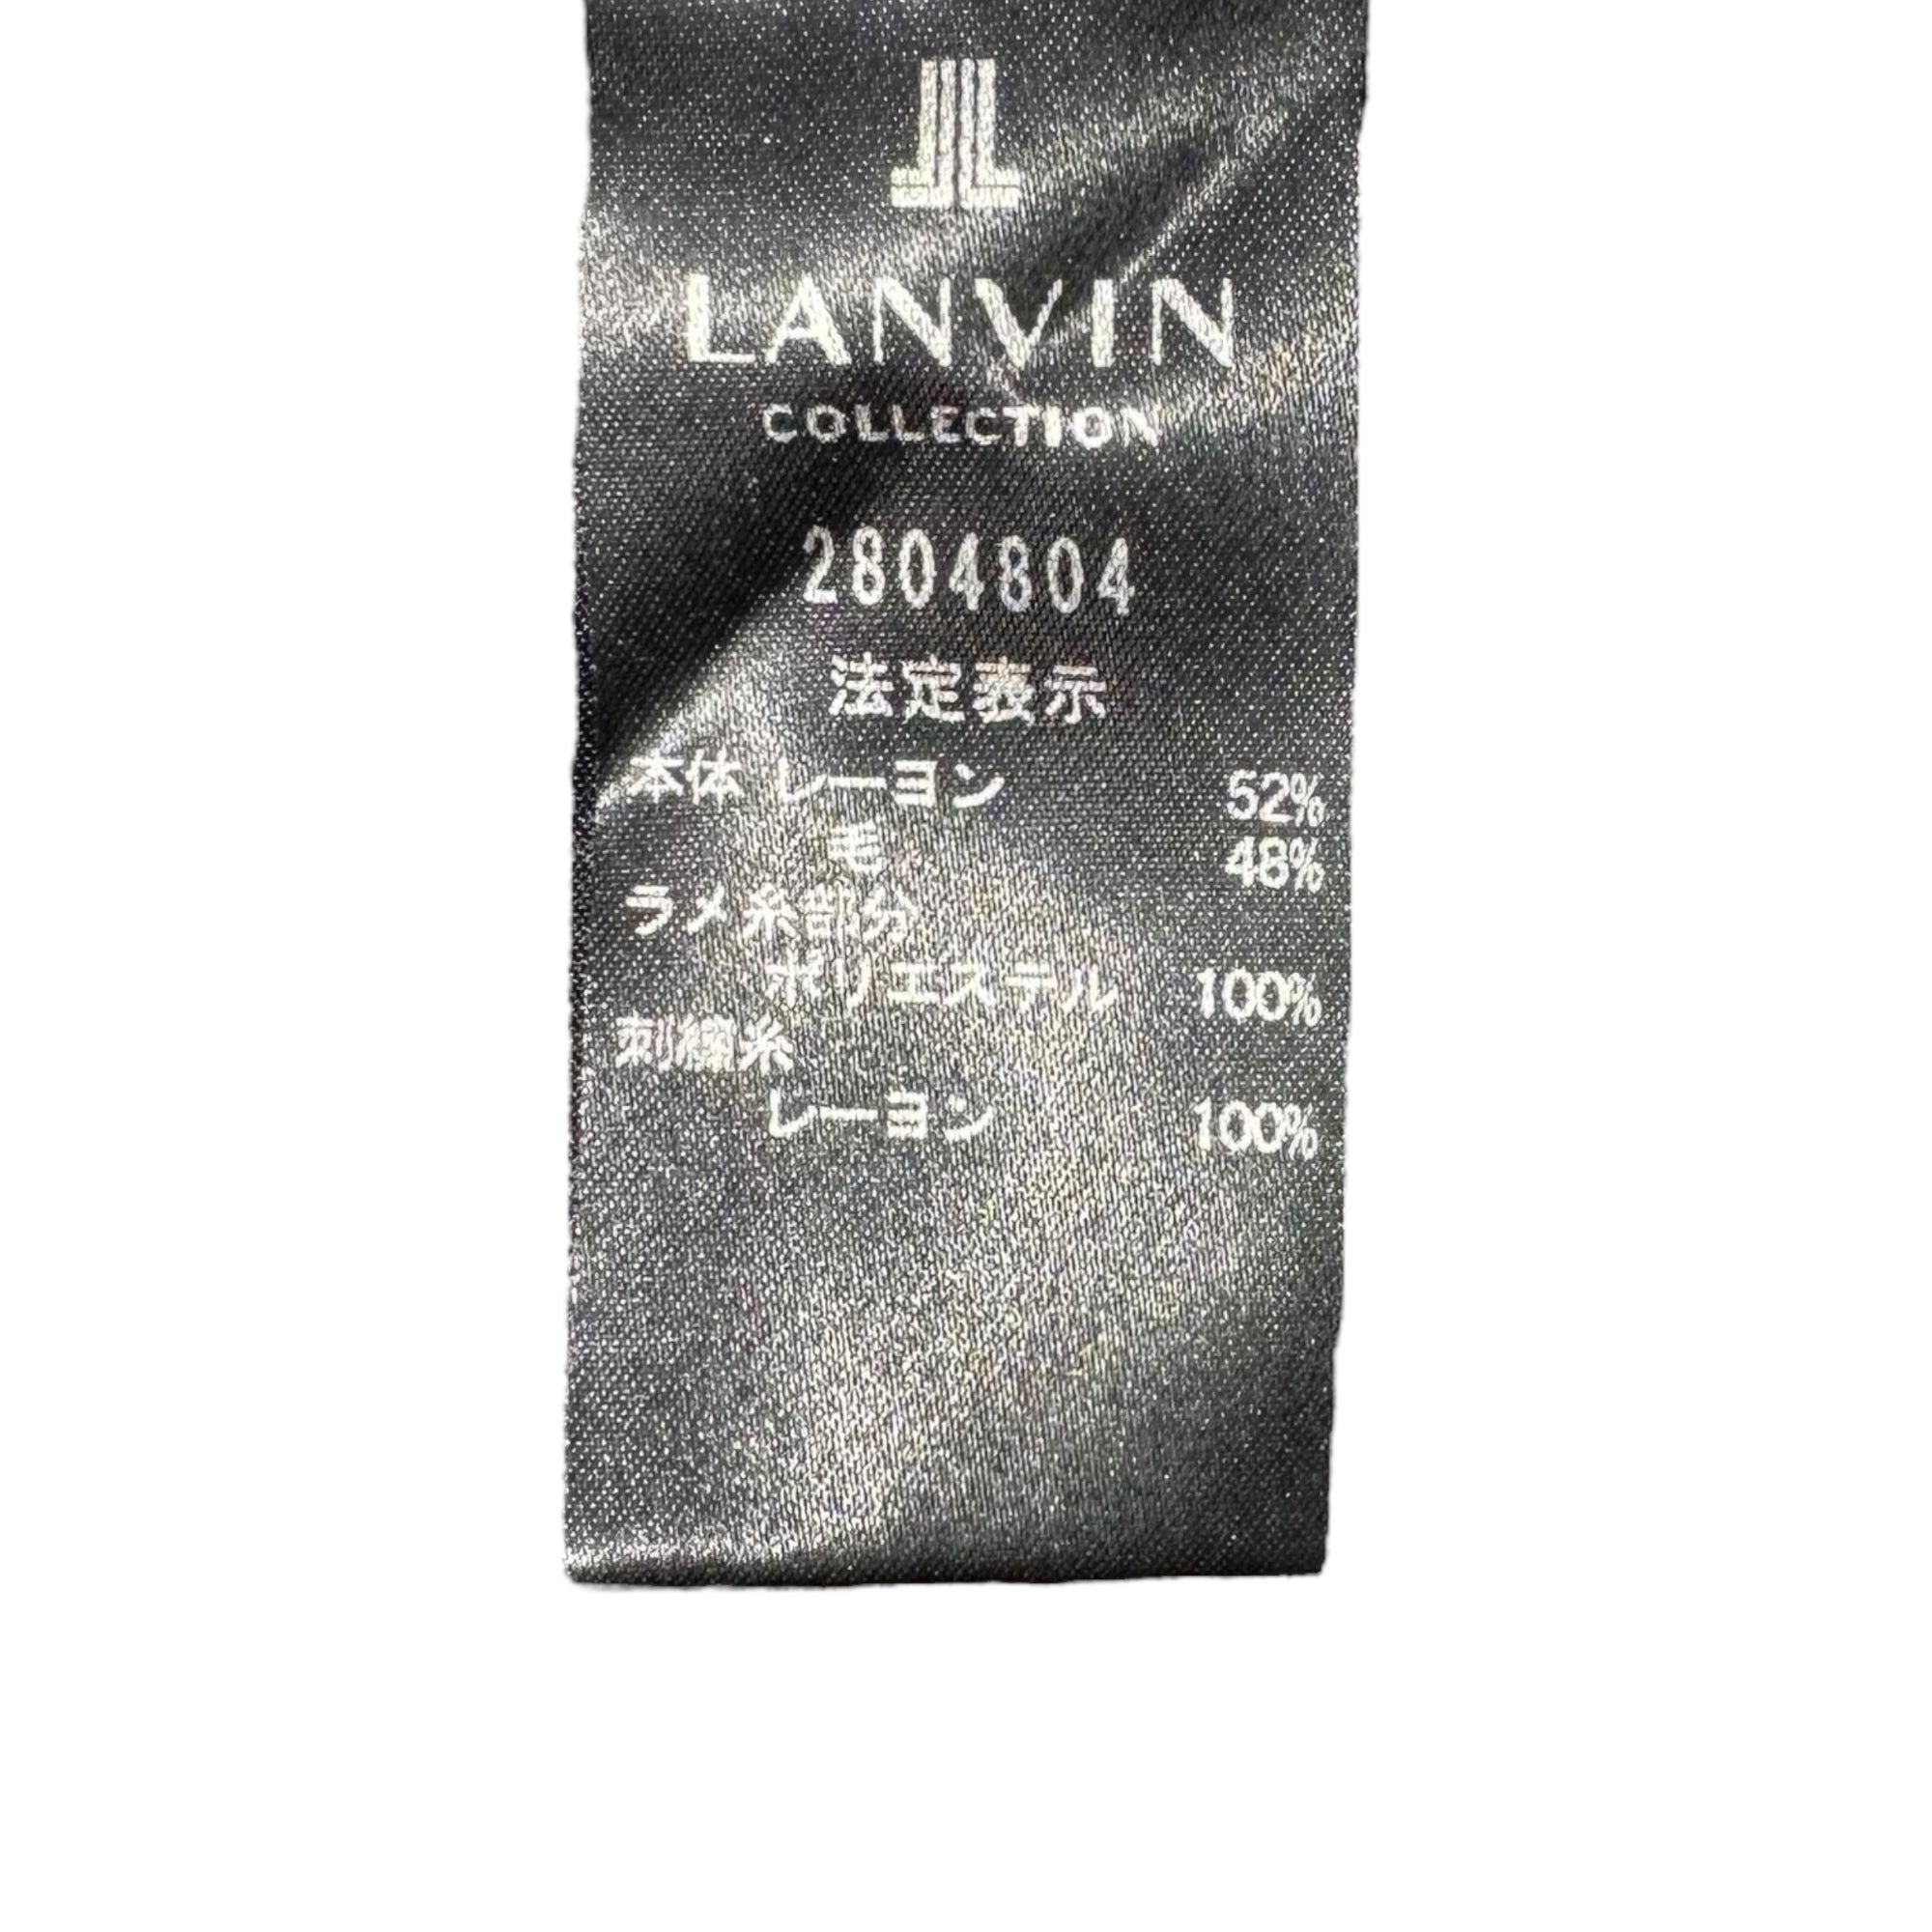 LANVIN
COLLECTION
2804804
法定表示
本体 レーヨン 52%
毛 48%
ラメ糸部分
ポリエステル 100%
刺繍糸
レーヨン 100%